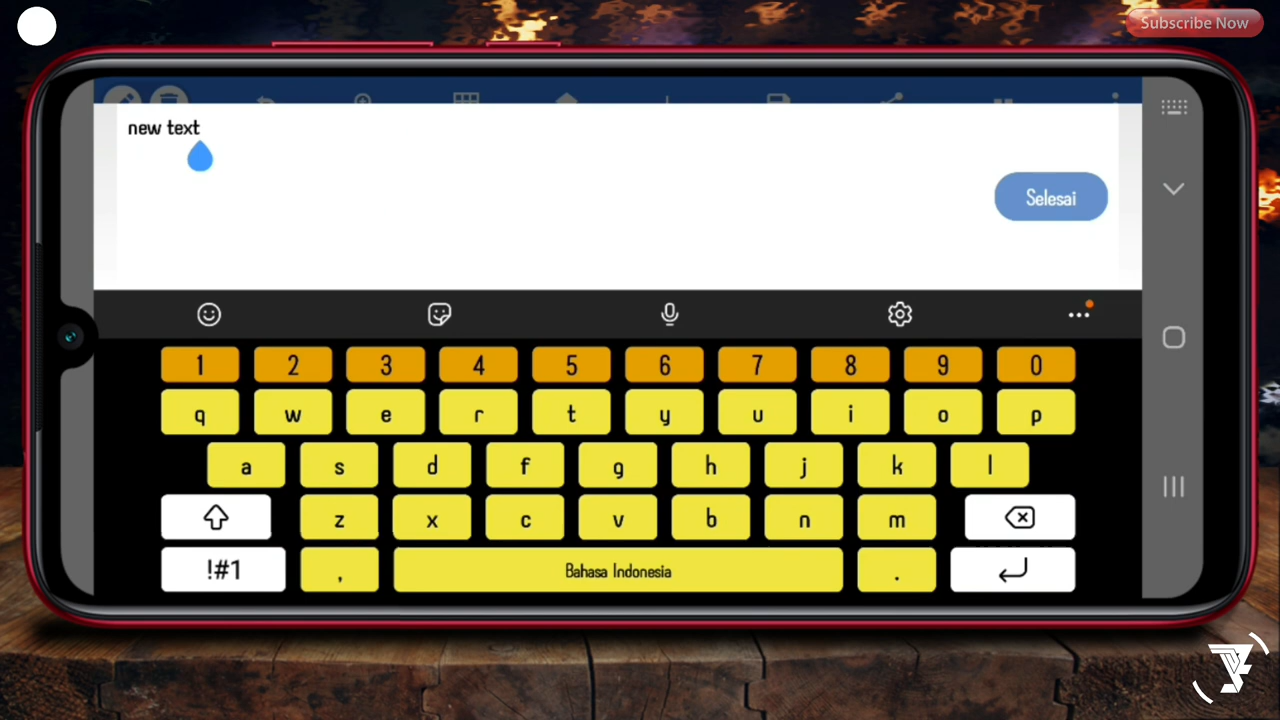 Subscribe Now
new text
Selesai
1 2 3 4 5 6 7 8 9 0
q w e r t y u i o p
a s d f g h j k l
z x c v b n m
!#1 , Bahasa Indonesia .